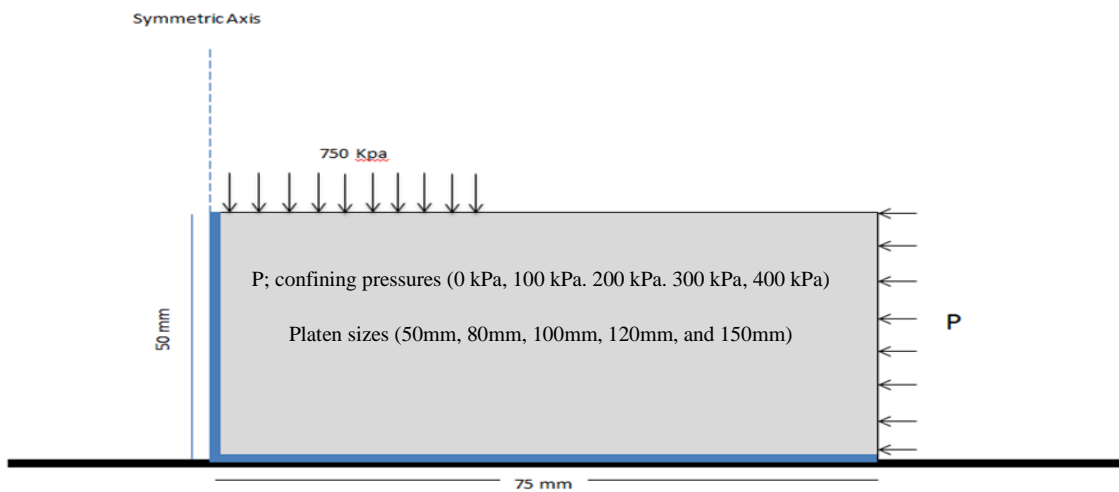 Symmetric Axis
750 Kpa
P; confining pressures (0 kPa, 100 kPa. 200 kPa. 300 kPa, 400 kPa)
Platen sizes (50mm, 80mm, 100mm, 120mm, and 150mm)
50 mm
P
75 mm